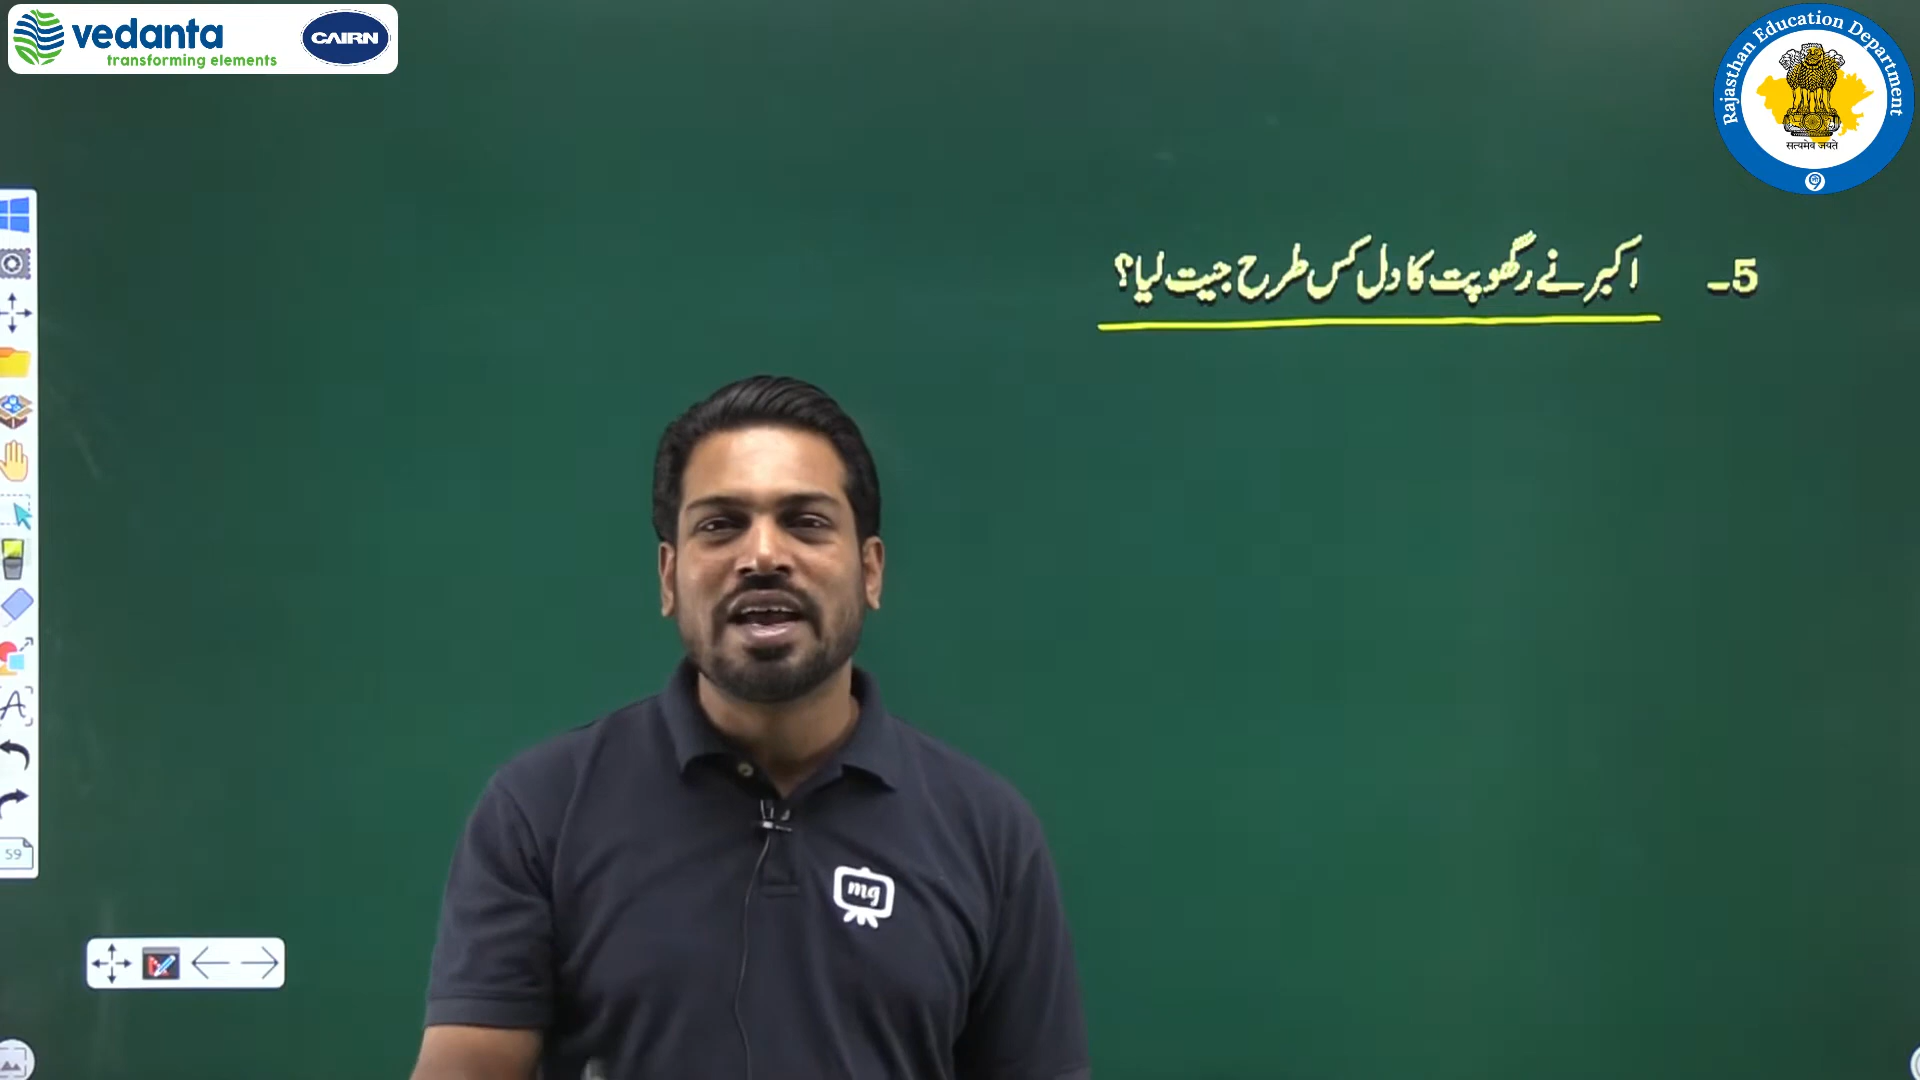 vedanta
transforming elements
CAIRN
Rajasthan Education Department
सत्यमेव जयते
5۔ اکبر نے رگھوپت کا دل کس طرح جیت لیا؟
mg
59